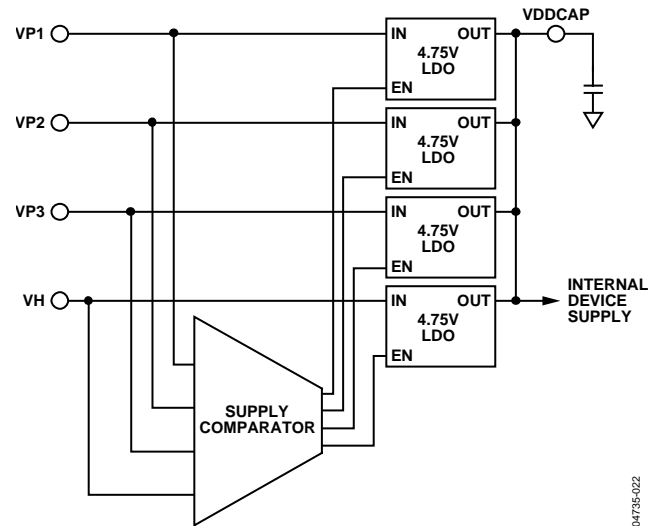 VP1
IN
OUT
4.75V
LDO
EN
VDDCAP
VP2
IN
OUT
4.75V
LDO
EN
VP3
IN
OUT
4.75V
LDO
EN
VH
IN
OUT
4.75V
LDO
EN
INTERNAL
DEVICE
SUPPLY
SUPPLY
COMPARATOR
04735-022